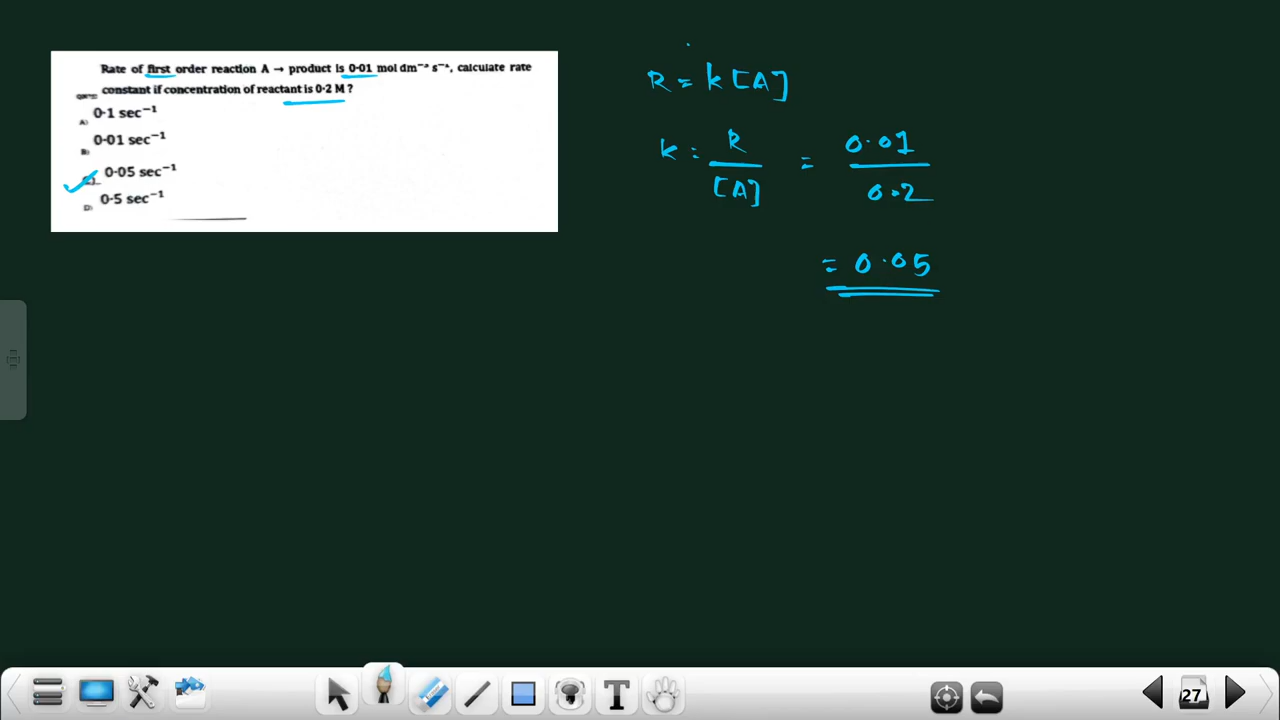 Rate of first order reaction A → product is 0·01 mol dm⁻³ s⁻¹, calculate rate
constant if concentration of reactant is 0·2 M ?
A) 0·1 sec⁻¹
B) 0·01 sec⁻¹
0·05 sec⁻¹
D) 0·5 sec⁻¹
R = k [A]
k = R / [A] = 0.01 / 0.2
= 0.05
T
27